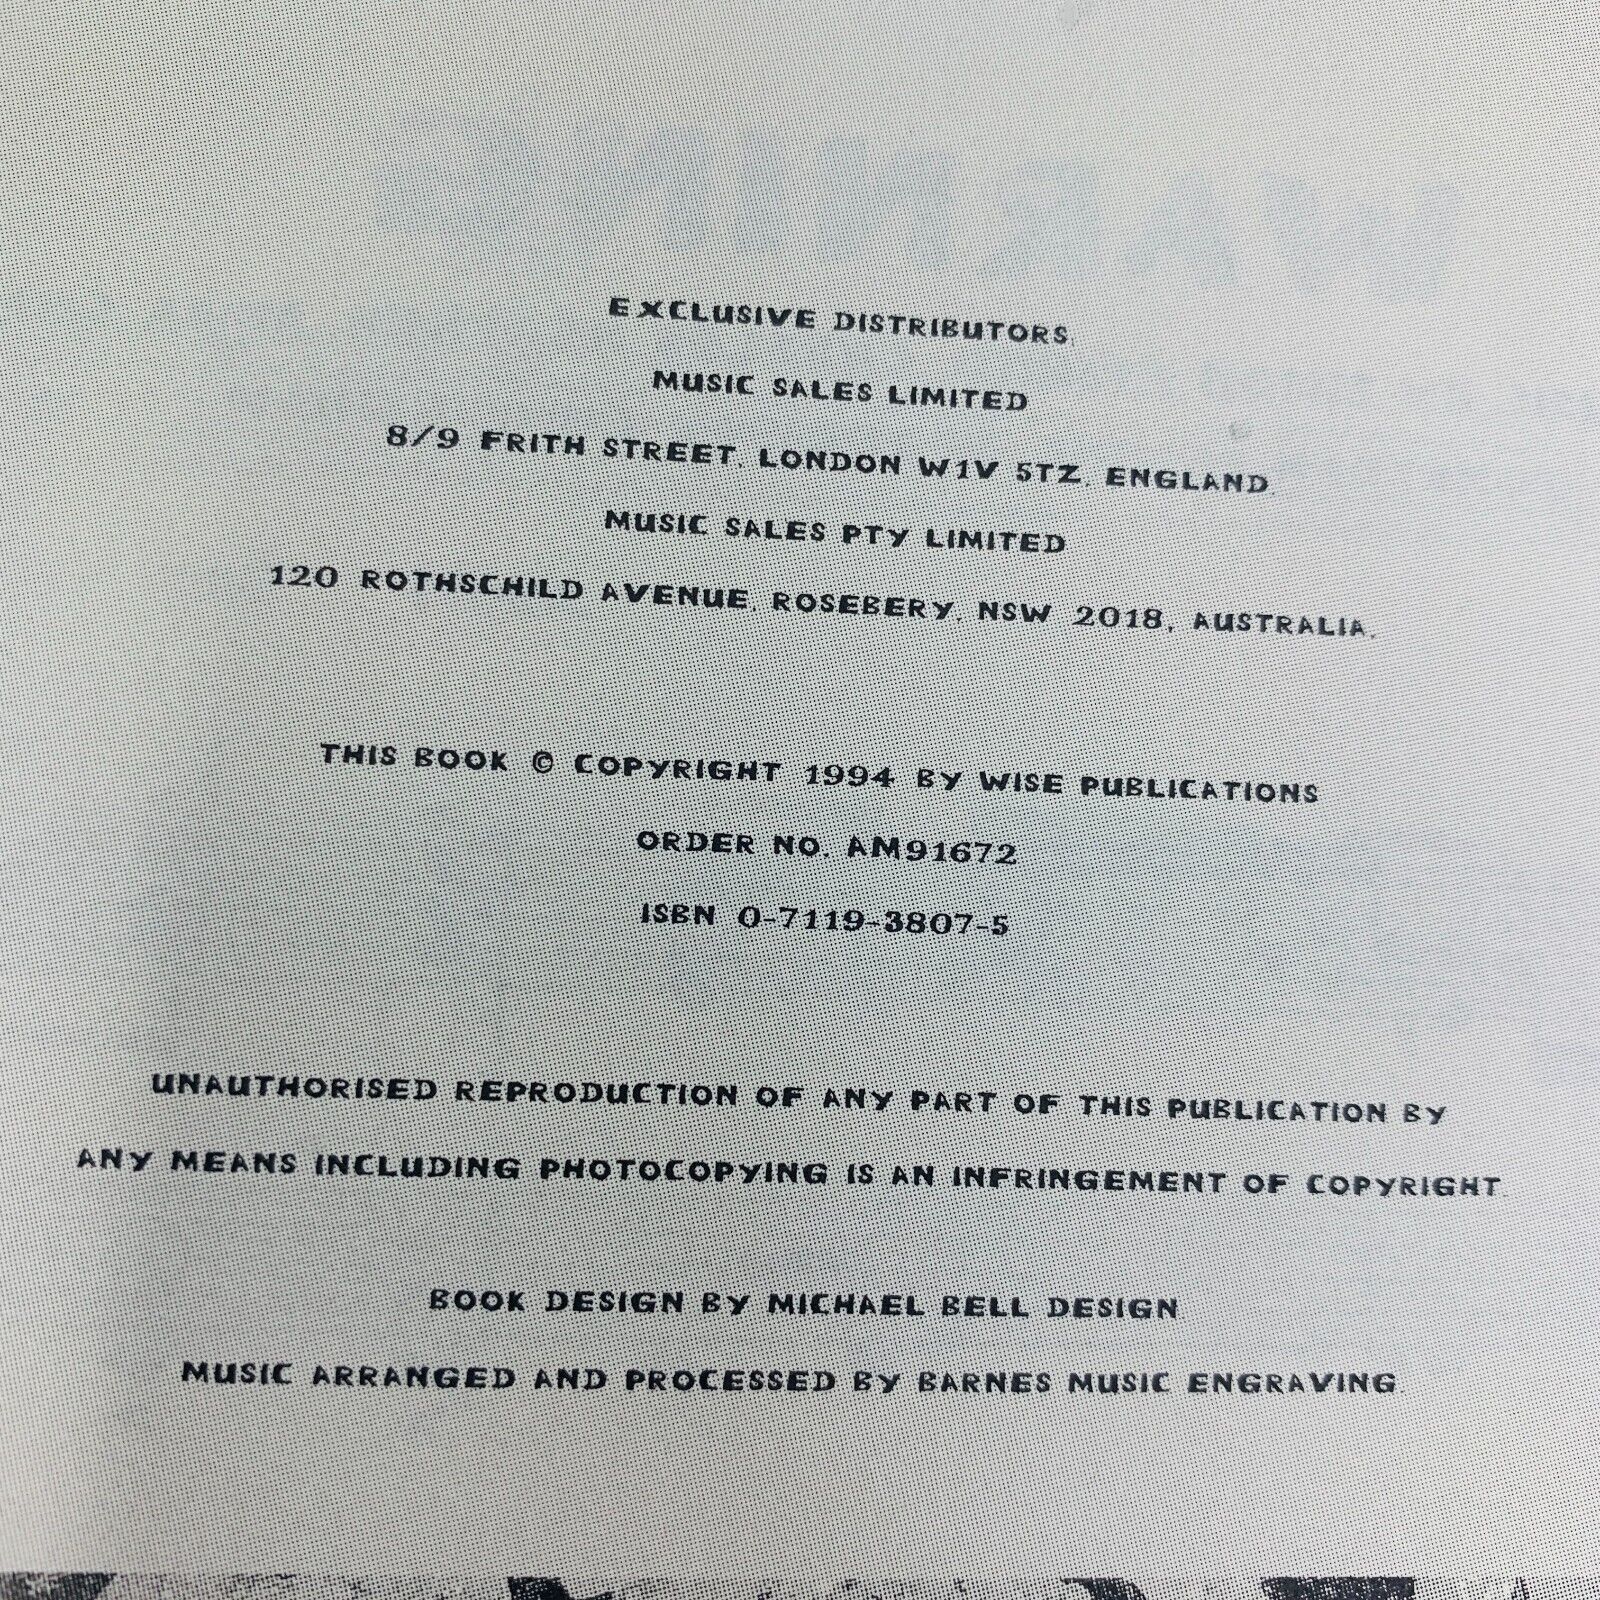 EXCLUSIVE DISTRIBUTORS.
MUSIC SALES LIMITED
8/9 FRITH STREET, LONDON W1V 5TZ, ENGLAND.
MUSIC SALES PTY LIMITED
120 ROTHSCHILD AVENUE, ROSEBERY, NSW 2018, AUSTRALIA.
THIS BOOK © COPYRIGHT 1994 BY WISE PUBLICATIONS
ORDER NO. AM91672
ISBN 0-7119-3807-5
UNAUTHORISED REPRODUCTION OF ANY PART OF THIS PUBLICATION BY
ANY MEANS INCLUDING PHOTOCOPYING IS AN INFRINGEMENT OF COPYRIGHT.
BOOK DESIGN BY MICHAEL BELL DESIGN.
MUSIC ARRANGED AND PROCESSED BY BARNES MUSIC ENGRAVING.